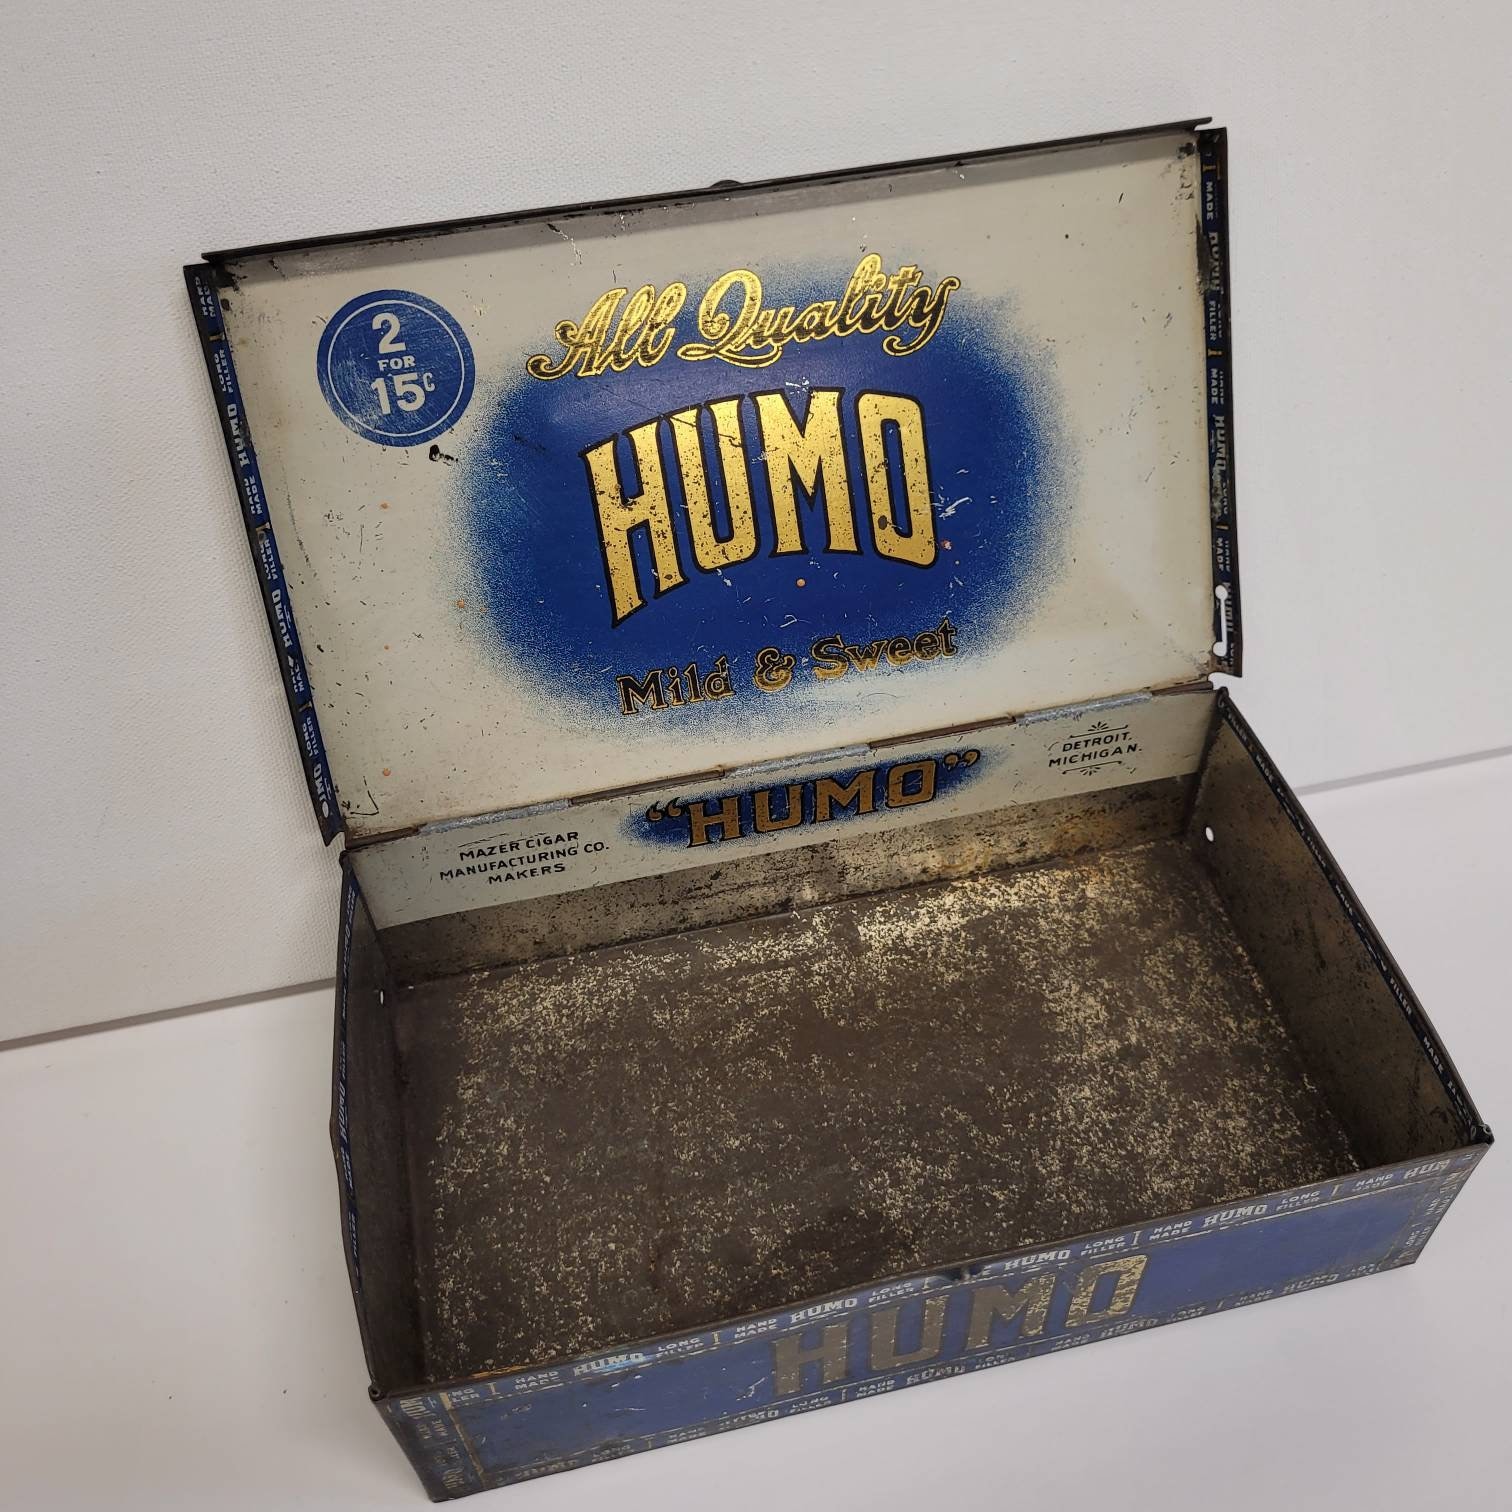 2
FOR
15¢
All Quality
HUMO
Mild & Sweet
MAZER CIGAR
MANUFACTURING CO.
MAKERS
"HUMO"
DETROIT,
MICHIGAN.
HAND MADE HUMO LONG FILLER
HUMO